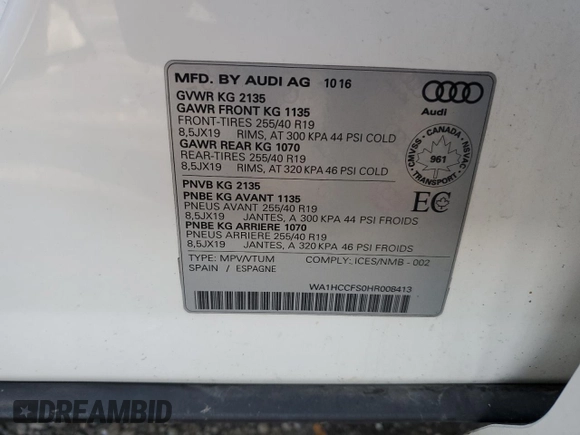 MFD. BY AUDI AG 10 16
GVWR KG 2135
GAWR FRONT KG 1135
FRONT-TIRES 255/40 R19
8,5JX19 RIMS, AT 300 KPA 44 PSI COLD
GAWR REAR KG 1070
REAR-TIRES 255/40 R19
8,5JX19 RIMS, AT 320 KPA 46 PSI COLD
PNVB KG 2135
PNBE KG AVANT 1135
PNEUS AVANT 255/40 R19
8,5JX19 JANTES, A 300 KPA 44 PSI FROIDS
PNBE KG ARRIERE 1070
PNEUS ARRIERE 255/40 R19
8,5JX19 JANTES, A 320 KPA 46 PSI FROIDS
TYPE: MPV/VTUM COMPLY: ICES/NMB - 002
SPAIN / ESPAGNE
WA1HCCFS0HR008413
Audi
CMVSS - CANADA - NSVAC
961
TRANSPORT
EC
DREAMBID